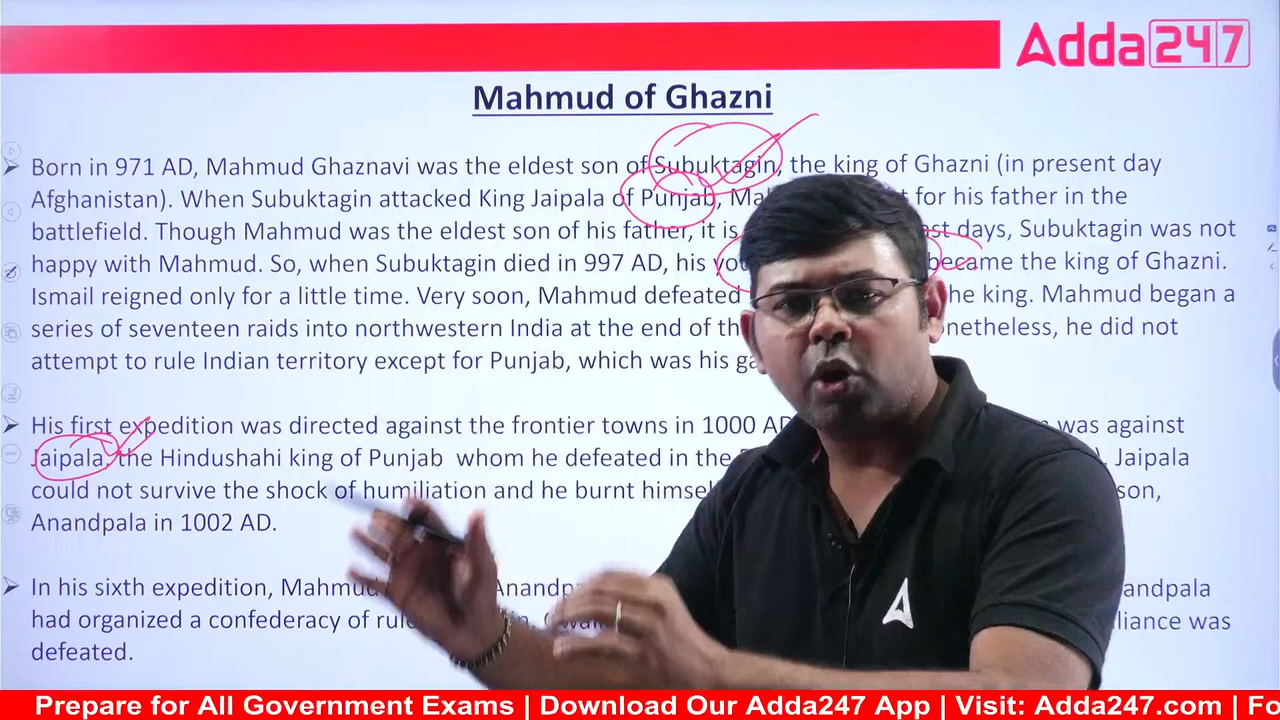 Adda247
Mahmud of Ghazni
Born in 971 AD, Mahmud Ghaznavi was the eldest son of Subuktagin, the king of Ghazni (in present day
Afghanistan). When Subuktagin attacked King Jaipala of Punjab, for his father in the
battlefield. Though Mahmud was the eldest son of his father, it is days, Subuktagin was not
happy with Mahmud. So, when Subuktagin died in 997 AD, his became the king of Ghazni.
Ismail reigned only for a little time. Very soon, Mahmud defeated the king. Mahmud began a
series of seventeen raids into northwestern India at the end of he did not
attempt to rule Indian territory except for Punjab, which was his
His first expedition was directed against the frontier towns in 1000 AD was against
Jaipala, the Hindushahi king of Punjab whom he defeated in the Jaipala
could not survive the shock of humiliation and he burnt son,
Anandpala in 1002 AD.
In his sixth expedition, Mahmud
had organized a confederacy of was
defeated.
Prepare for All Government Exams | Download Our Adda247 App | Visit: Adda247.com |